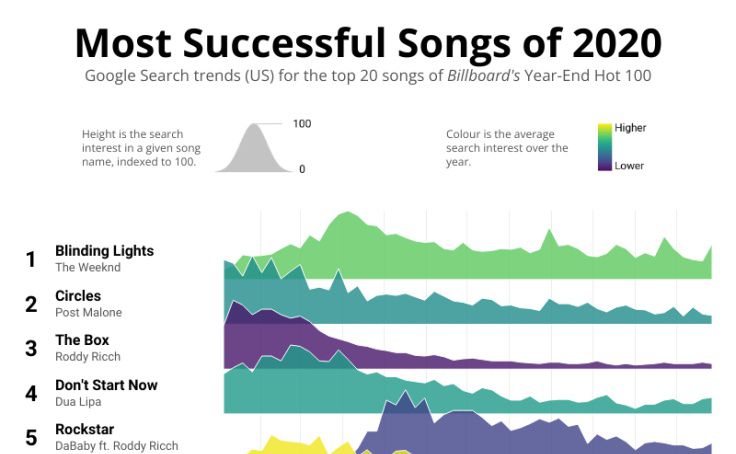 Most Successful Songs of 2020
Google Search trends (US) for the top 20 songs of Billboard's Year-End Hot 100
Height is the search
interest in a given song
name, indexed to 100.
100
0
Colour is the average
search interest over the
year.
Higher
Lower
1
Blinding Lights
The Weeknd
2
Circles
Post Malone
3
The Box
Roddy Ricch
4
Don't Start Now
Dua Lipa
5
Rockstar
DaBaby ft. Roddy Ricch